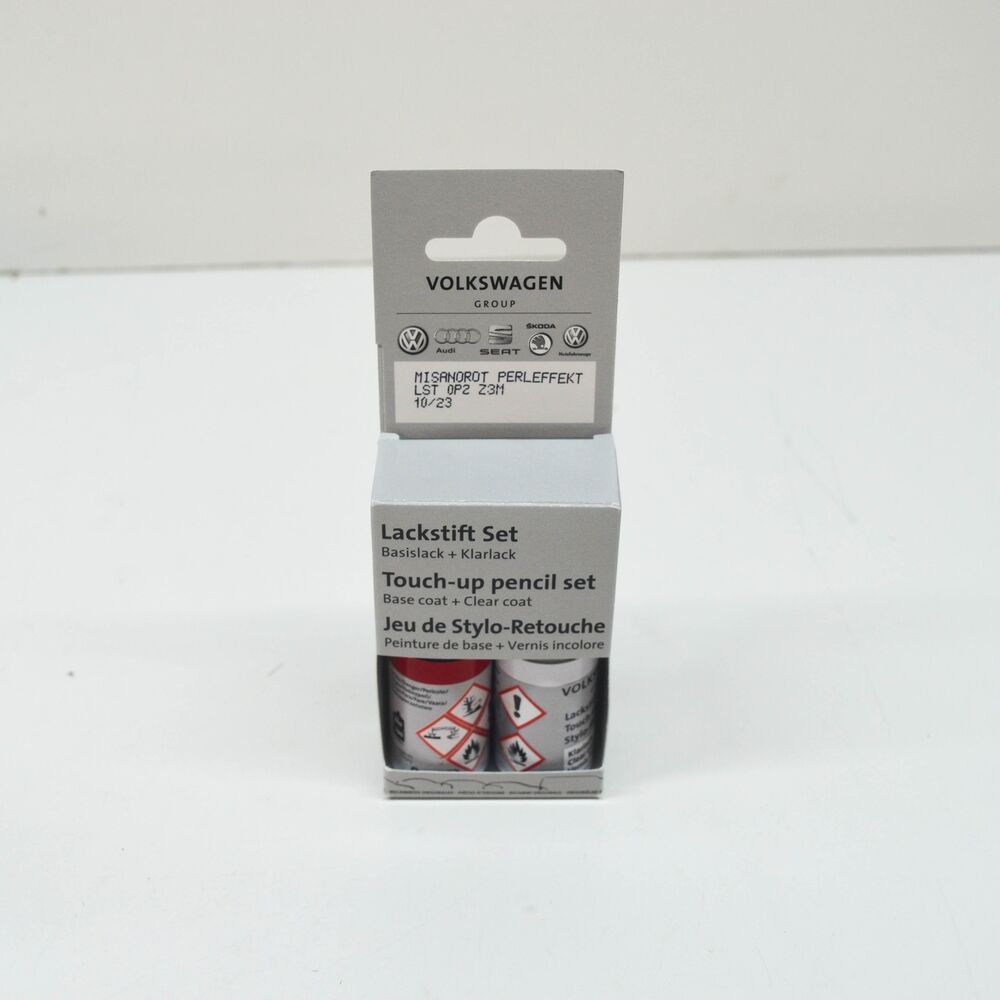 VOLKSWAGEN
GROUP
Audi SEAT ŠKODA Nutzfahrzeuge
MISANOROT PERLEFFEKT
LST 0P2 Z3M
10/23
Lackstift Set
Basislack + Klarlack
Touch-up pencil set
Base coat + Clear coat
Jeu de Stylo-Retouche
Peinture de base + Vernis incolore